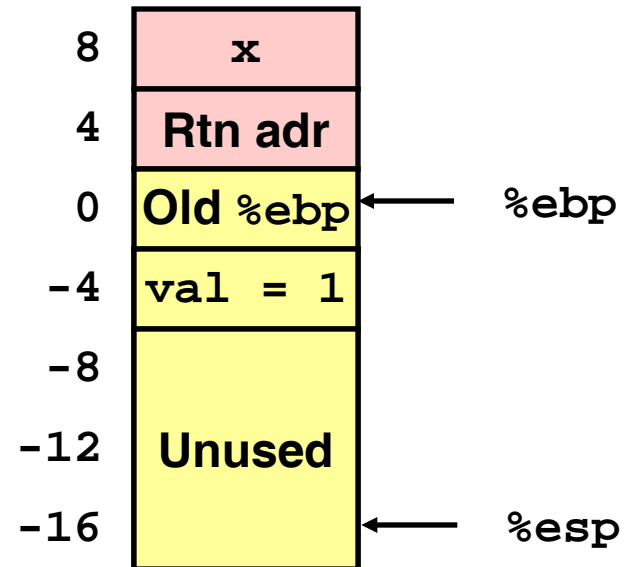 8 x
4 Rtn adr
0 Old %ebp %ebp
-4 val = 1
-8
-12 Unused
-16 %esp